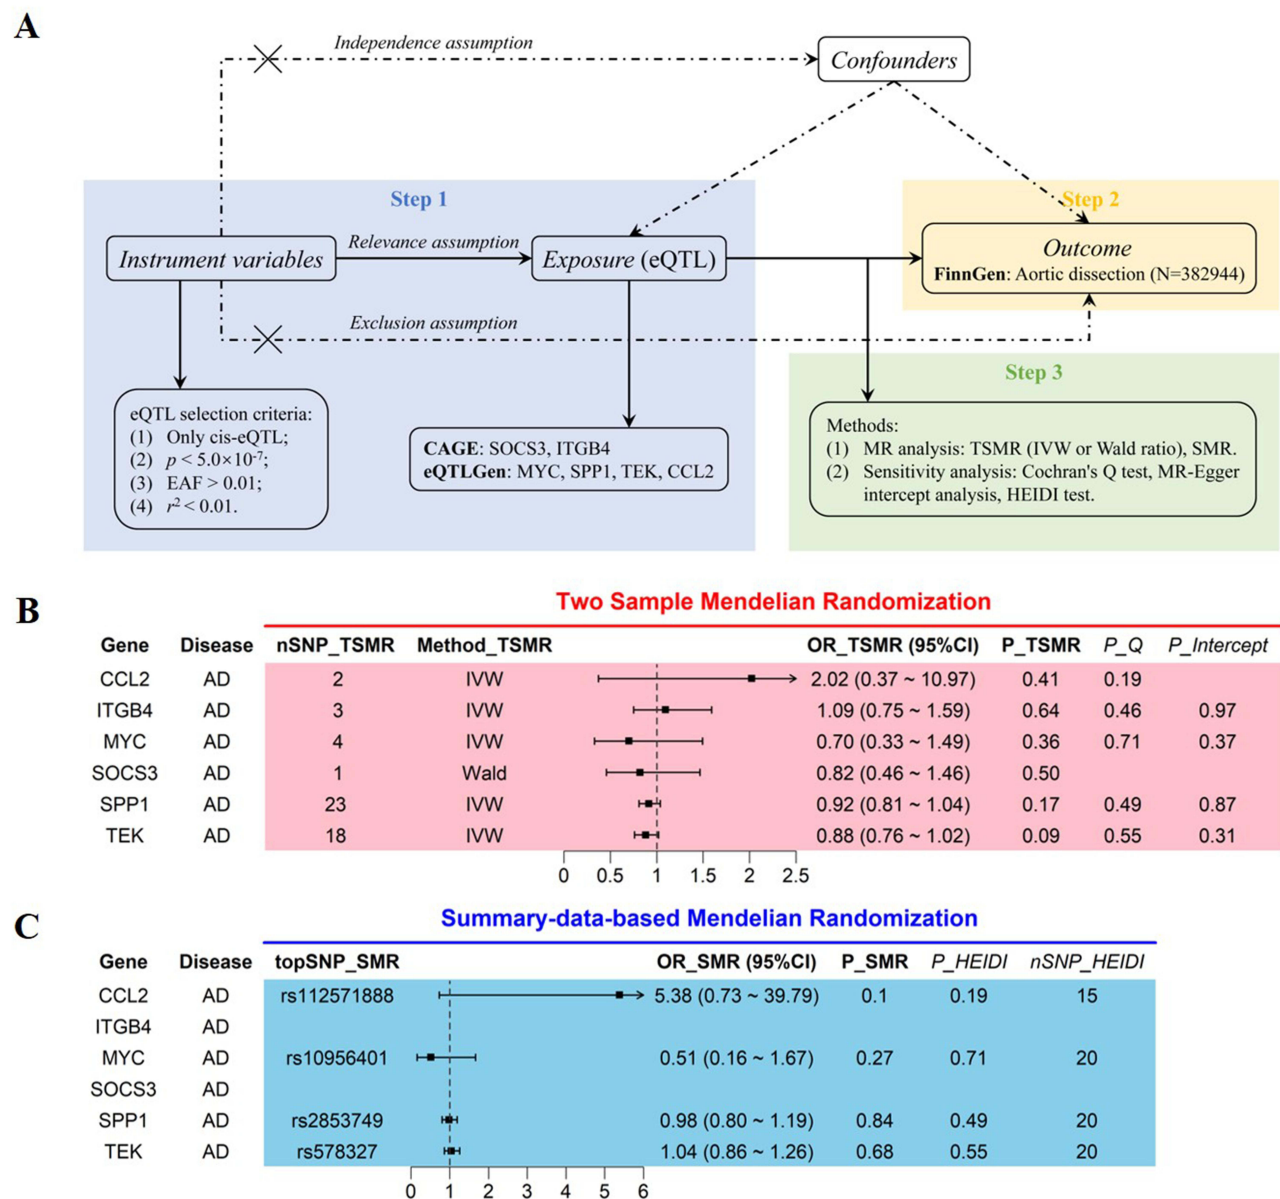 A
Independence assumption
Confounders
Step 1
Step 2
Instrument variables
Relevance assumption
Exposure (eQTL)
Outcome
FinnGen: Aortic dissection (N=382944)
Exclusion assumption
Step 3
eQTL selection criteria:
(1) Only cis-eQTL;
(2) p < 5.0×10-7;
(3) EAF > 0.01;
(4) r2 < 0.01.
CAGE: SOCS3, ITGB4
eQTLGen: MYC, SPP1, TEK, CCL2
Methods:
(1) MR analysis: TSMR (IVW or Wald ratio), SMR.
(2) Sensitivity analysis: Cochran's Q test, MR-Egger
intercept analysis, HEIDI test.
B
Two Sample Mendelian Randomization
Gene Disease nSNP_TSMR Method_TSMR OR_TSMR (95%CI) P_TSMR P_Q P_Intercept
CCL2 AD 2 IVW 2.02 (0.37 ~ 10.97) 0.41 0.19
ITGB4 AD 3 IVW 1.09 (0.75 ~ 1.59) 0.64 0.46 0.97
MYC AD 4 IVW 0.70 (0.33 ~ 1.49) 0.36 0.71 0.37
SOCS3 AD 1 Wald 0.82 (0.46 ~ 1.46) 0.50
SPP1 AD 23 IVW 0.92 (0.81 ~ 1.04) 0.17 0.49 0.87
TEK AD 18 IVW 0.88 (0.76 ~ 1.02) 0.09 0.55 0.31
0 0.5 1 1.5 2 2.5
C
Summary-data-based Mendelian Randomization
Gene Disease topSNP_SMR OR_SMR (95%CI) P_SMR P_HEIDI nSNP_HEIDI
CCL2 AD rs112571888 5.38 (0.73 ~ 39.79) 0.1 0.19 15
ITGB4 AD
MYC AD rs10956401 0.51 (0.16 ~ 1.67) 0.27 0.71 20
SOCS3 AD
SPP1 AD rs2853749 0.98 (0.80 ~ 1.19) 0.84 0.49 20
TEK AD rs578327 1.04 (0.86 ~ 1.26) 0.68 0.55 20
0 1 2 3 4 5 6